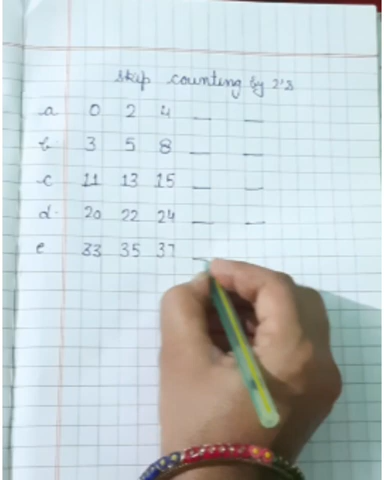 skip counting by 2's
a 0 2 4 __ __
b. 3 5 8 __ __
c 11 13 15 __ __
d. 20 22 24 __ __
e 33 35 37 __